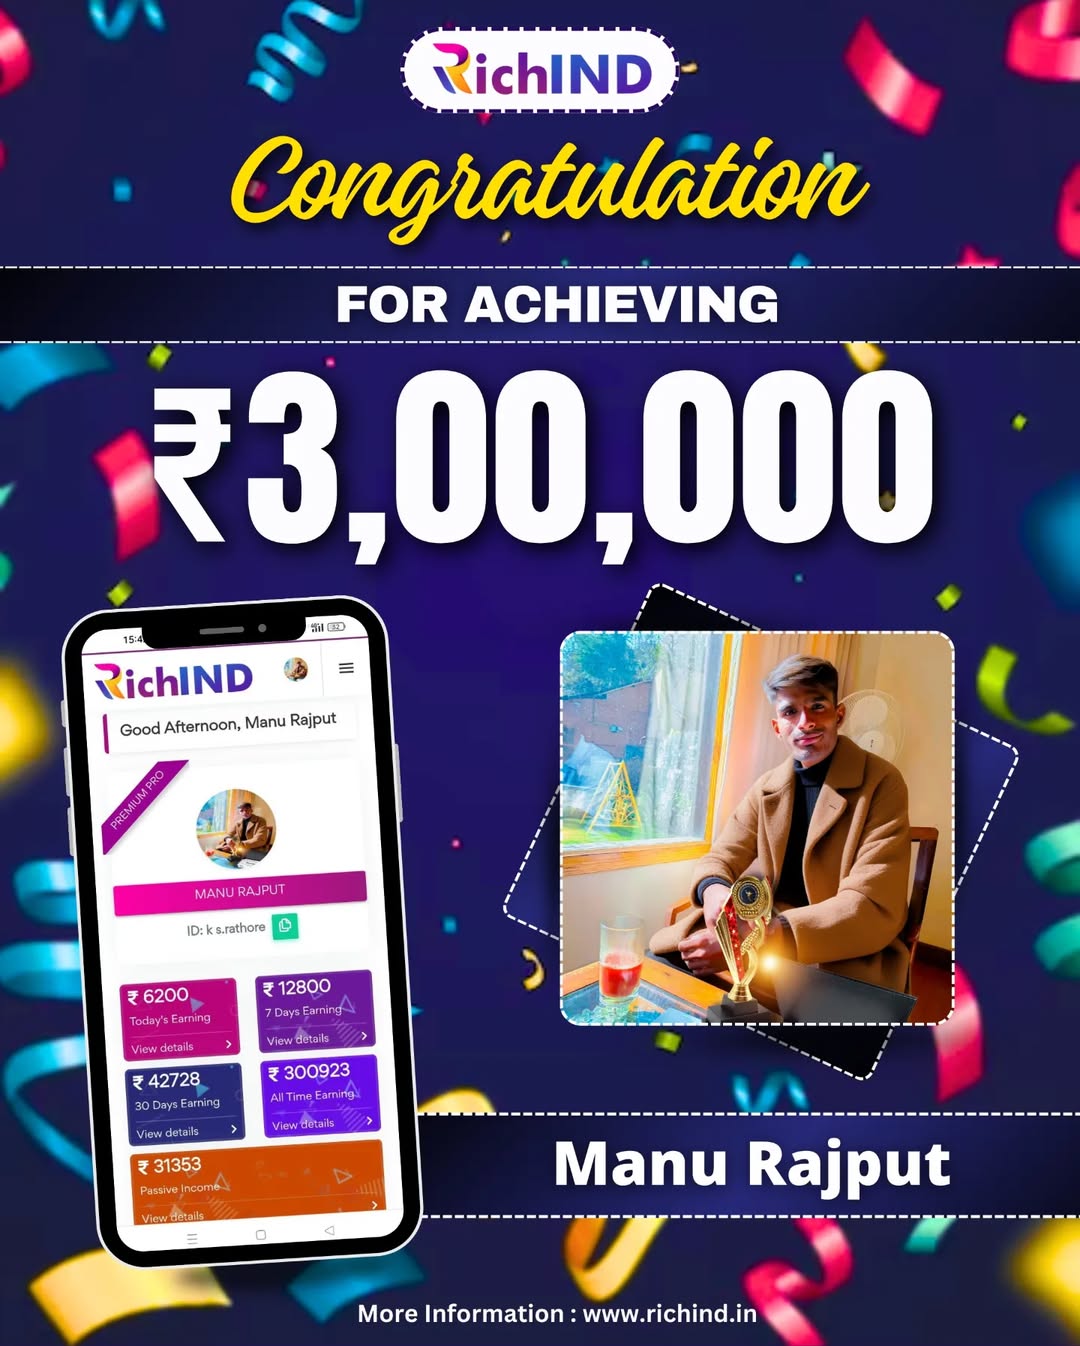 RichIND
Congratulation
FOR ACHIEVING
₹3,00,000
RichIND
Good Afternoon, Manu Rajput
PREMIUM PRO
MANU RAJPUT
ID: k s.rathore
₹ 6200
Today's Earning
View details
₹ 12800
7 Days Earning
View details
₹ 42728
30 Days Earning
View details
₹ 300923
All Time Earning
View details
₹ 31353
Passive Income
View details
Manu Rajput
More Information : www.richind.in